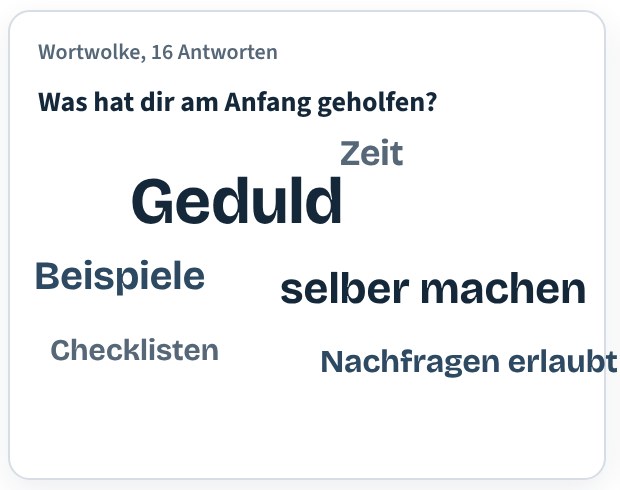 Wortwolke, 16 Antworten
Was hat dir am Anfang geholfen?
Zeit
Geduld
Beispiele
selber machen
Checklisten
Nachfragen erlaubt